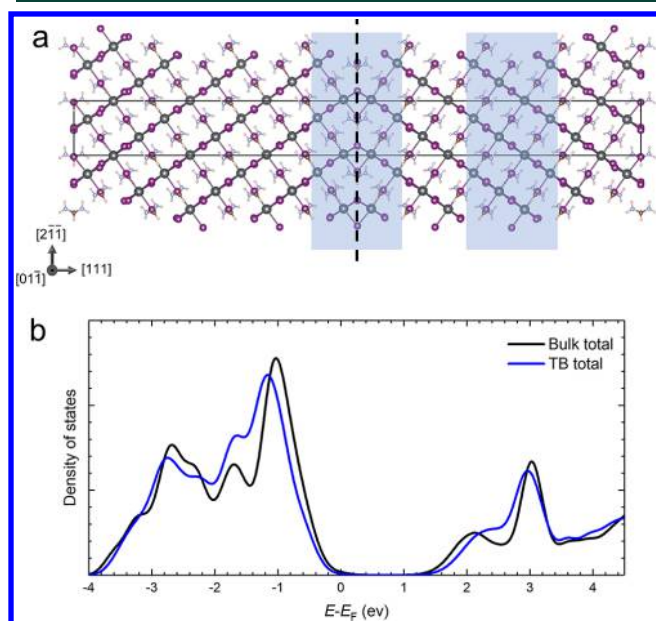 a
[21̅1̅]
[011̅]
[111]
b
Density of states
Bulk total
TB total
-4
-3
-2
-1
0
1
2
3
4
E-E_F (ev)